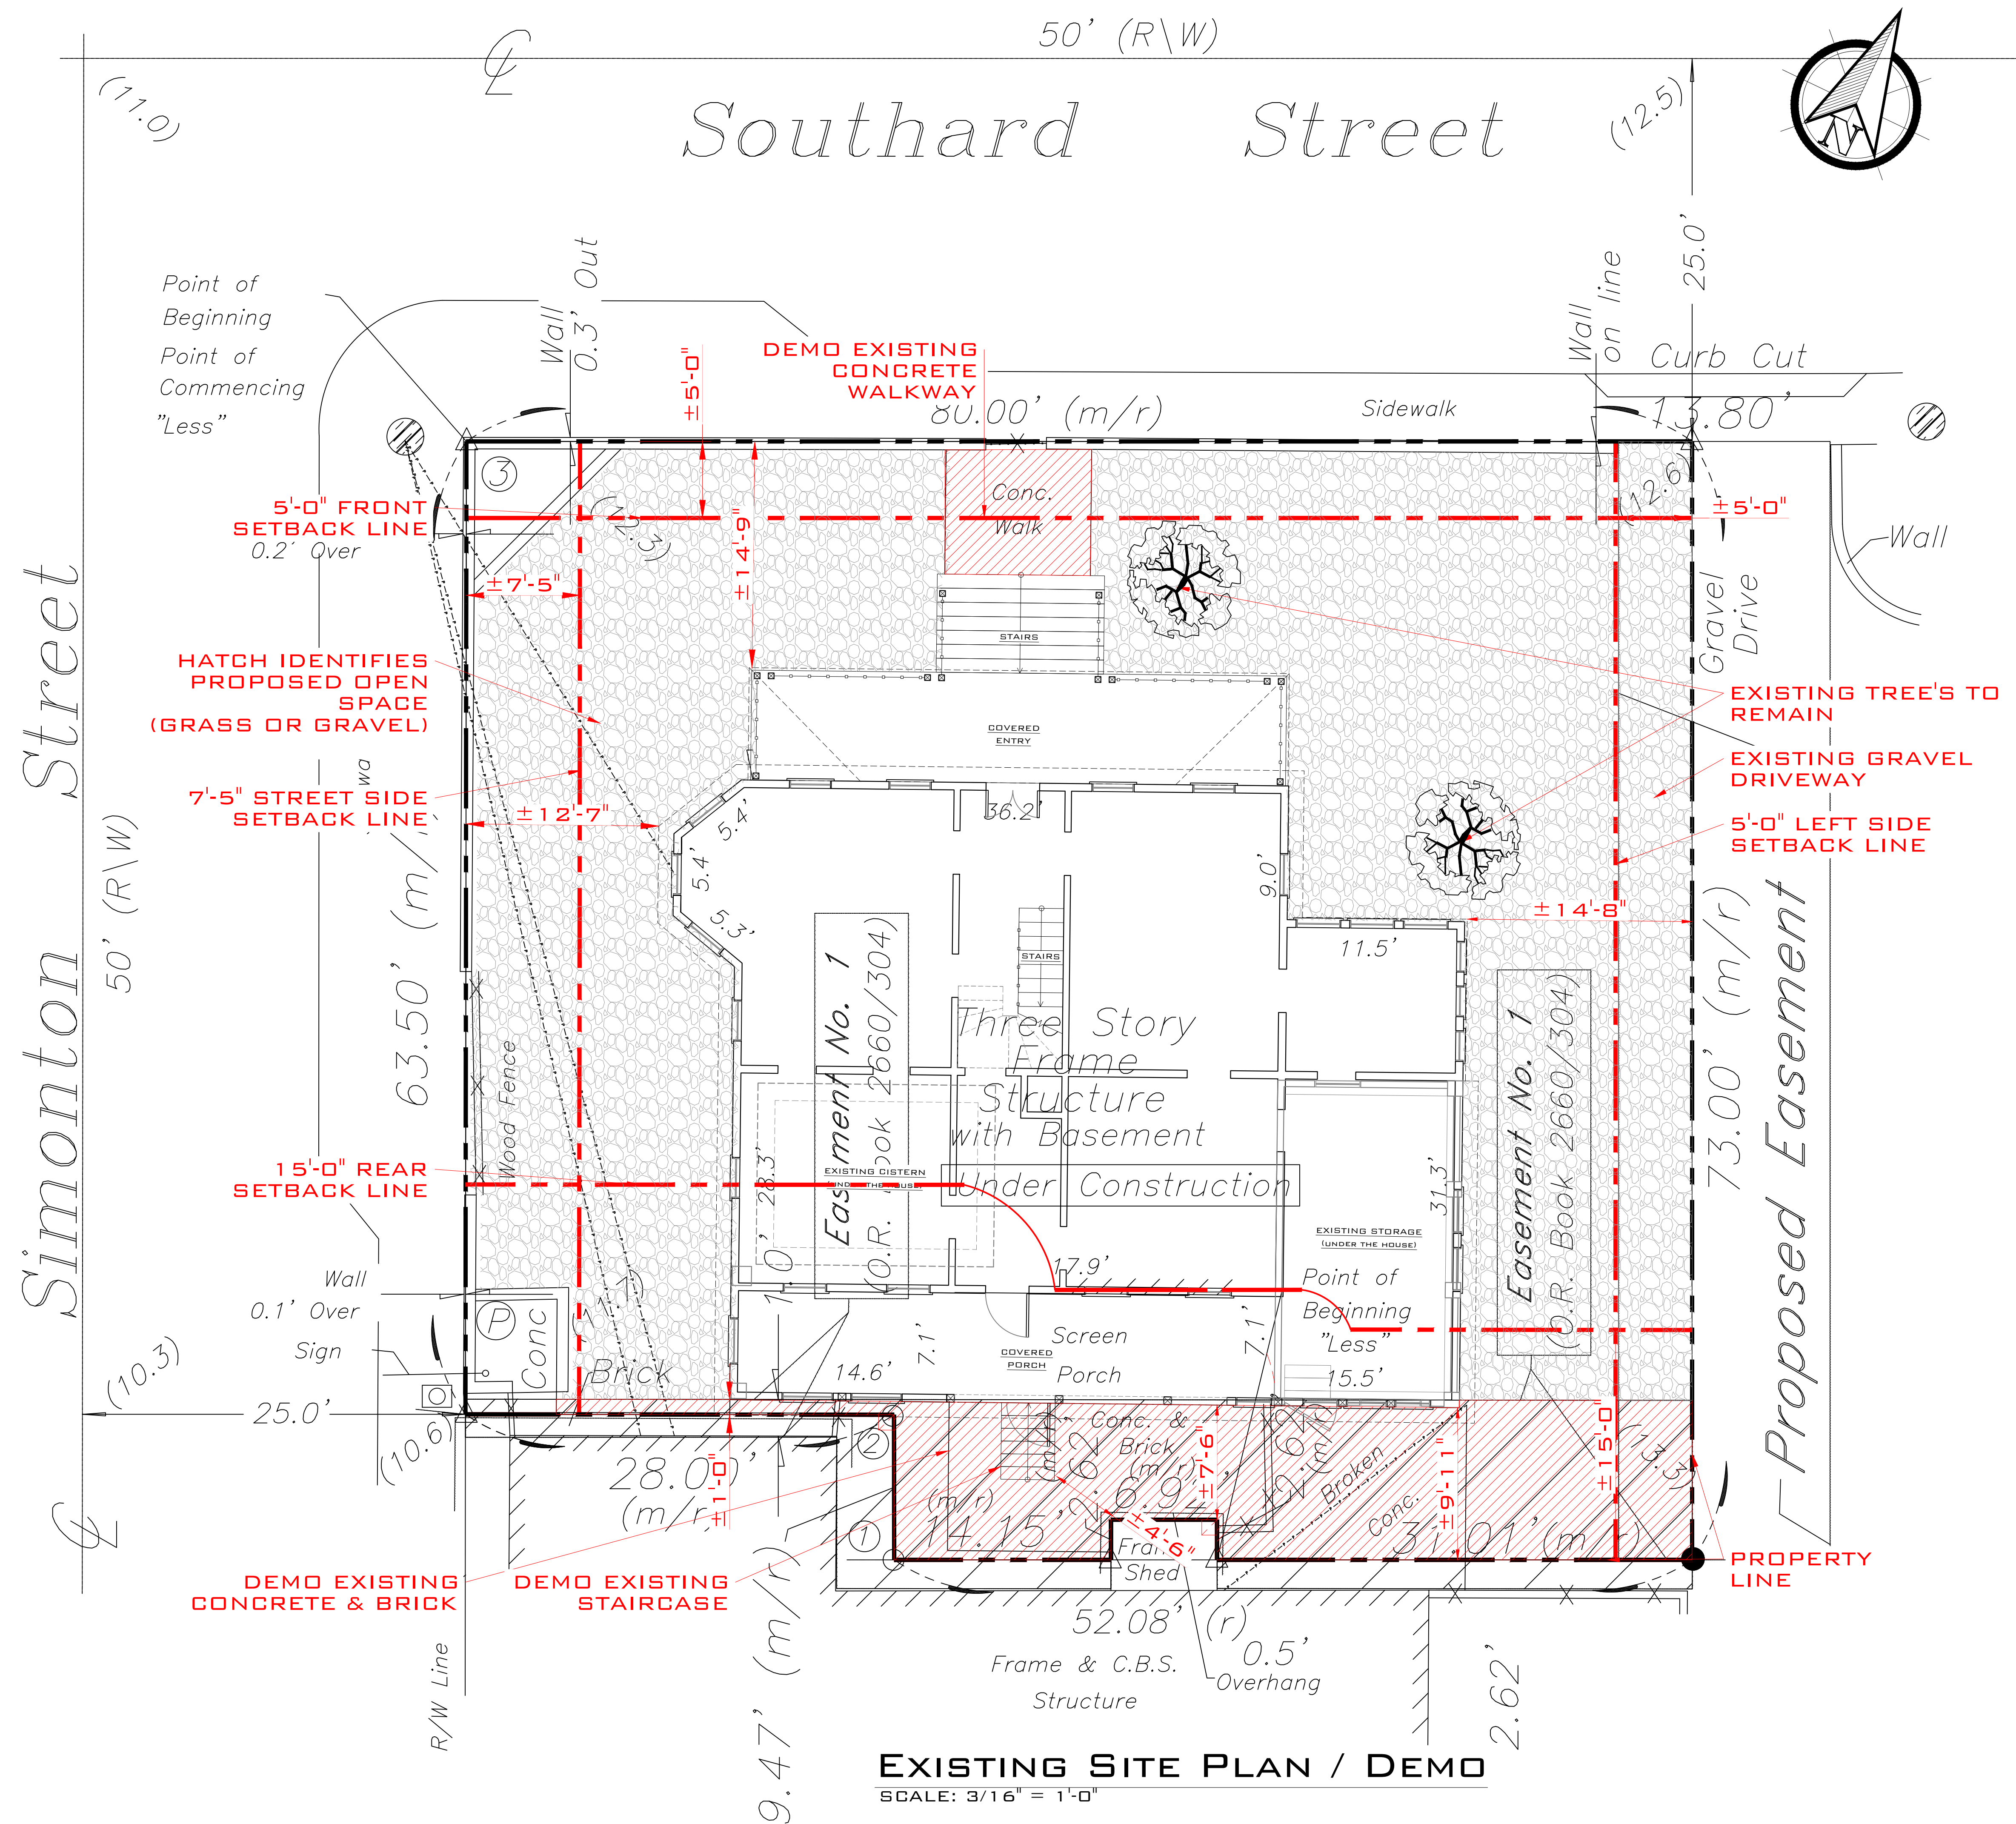 50' (R\W)
Southard Street
(11.0)
(12.5)
N
25.0'
Point of
Beginning
Point of
Commencing
"Less"
Wall
0.3' Out
±5'-0"
DEMO EXISTING
CONCRETE
WALKWAY
80.00' (m/r)
Sidewalk
Wall
on line
Curb Cut
13.80'
3
5'-0" FRONT
SETBACK LINE
0.2' Over
±7'-5"
±14'-9"
Conc.
Walk
(12.6)
±5'-0"
Wall
Gravel
Drive
STAIRS
HATCH IDENTIFIES
PROPOSED OPEN
SPACE
(GRASS OR GRAVEL)
COVERED
ENTRY
EXISTING TREE'S TO
REMAIN
EXISTING GRAVEL
DRIVEWAY
7'-5" STREET SIDE
SETBACK LINE
±12'-7"
5'-0" LEFT SIDE
SETBACK LINE
5.4'
5.4'
5.3'
36.2'
9.0'
±14'-8"
11.5'
STAIRS
Simonton Street
50' (R\W)
63.50'
Wood Fence
Easement No. 1
Three Story
Frame
Structure
with Basement
Under Construction
Easement No. 1
(O.R. Book 2660/304)
73.00' (m/r)
Proposed Easement
15'-0" REAR
SETBACK LINE
EXISTING CISTERN
28.3'
31.3'
EXISTING STORAGE
(UNDER THE HOUSE)
17.9'
Point of
Beginning
"Less"
Wall
0.1' Over
Sign
P
Conc
Brick
Screen
Porch
COVERED
PORCH
14.6'
7.1'
7.1'
15.5'
(10.3)
25.0'
(10.6)
28.00'
±1'-0"
2
1
Conc. &
Brick
(m/r)
(m/r)
14.15'
±7'-6"
±4'-6"
Shed
Broken
Conc.
±9'-11"
±15'-0"
31.01'(m/r)
DEMO EXISTING
CONCRETE & BRICK
DEMO EXISTING
STAIRCASE
PROPERTY
LINE
52.08' (r)
0.5'
Overhang
Frame & C.B.S.
Structure
R/W Line
9.47' (m/r)
2.62'
EXISTING SITE PLAN / DEMO
SCALE: 3/16" = 1'-0"